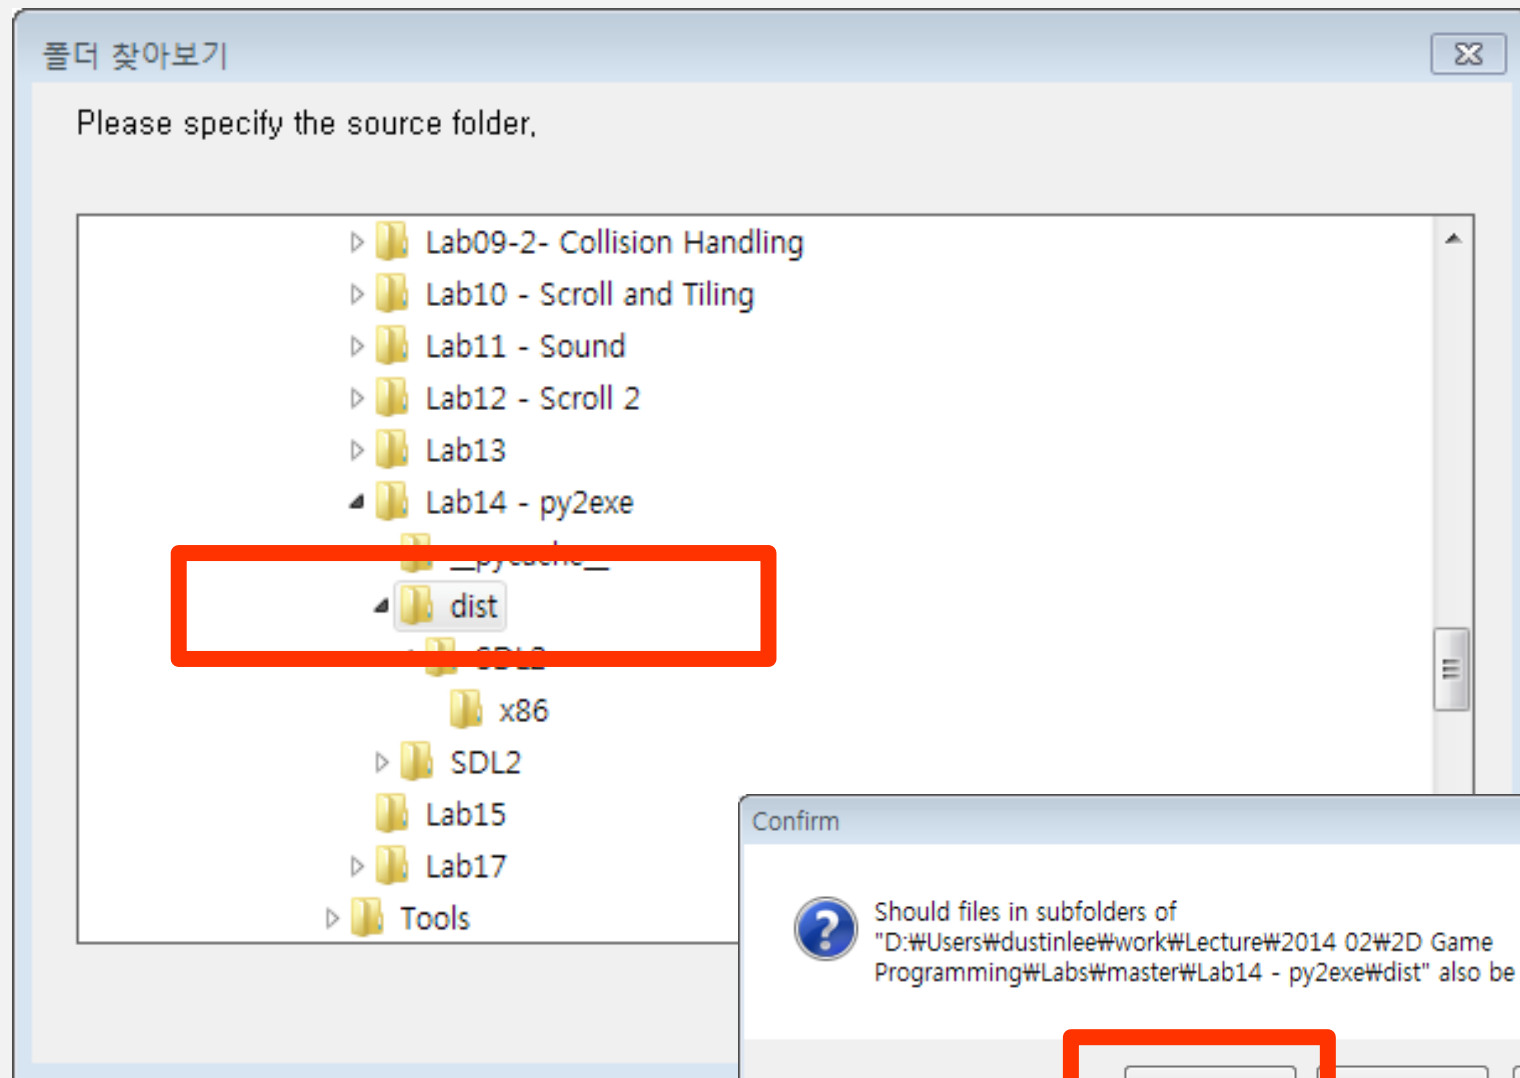 폴더 찾아보기
Please specify the source folder,
Lab09-2- Collision Handling
Lab10 - Scroll and Tiling
Lab11 - Sound
Lab12 - Scroll 2
Lab13
Lab14 - py2exe
__pycache__
dist
SDL2
x86
SDL2
Lab15
Lab17
Tools
Confirm
Should files in subfolders of
"D:₩Users₩dustinlee₩work₩Lecture₩2014 02₩2D Game
Programming₩Labs₩master₩Lab14 - py2exe₩dist" also be